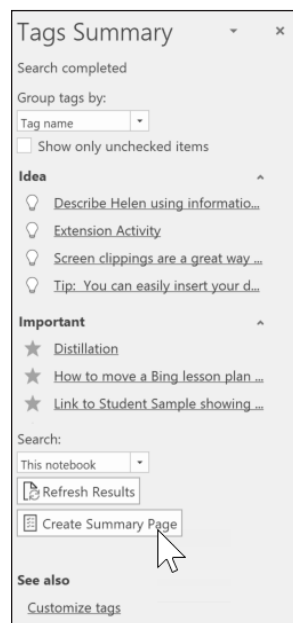 Tags Summary
Search completed
Group tags by:
Tag name
Show only unchecked items
Idea
Describe Helen using informatio...
Extension Activity
Screen clippings are a great way ...
Tip: You can easily insert your d...
Important
Distillation
How to move a Bing lesson plan ...
Link to Student Sample showing ...
Search:
This notebook
Refresh Results
Create Summary Page
See also
Customize tags